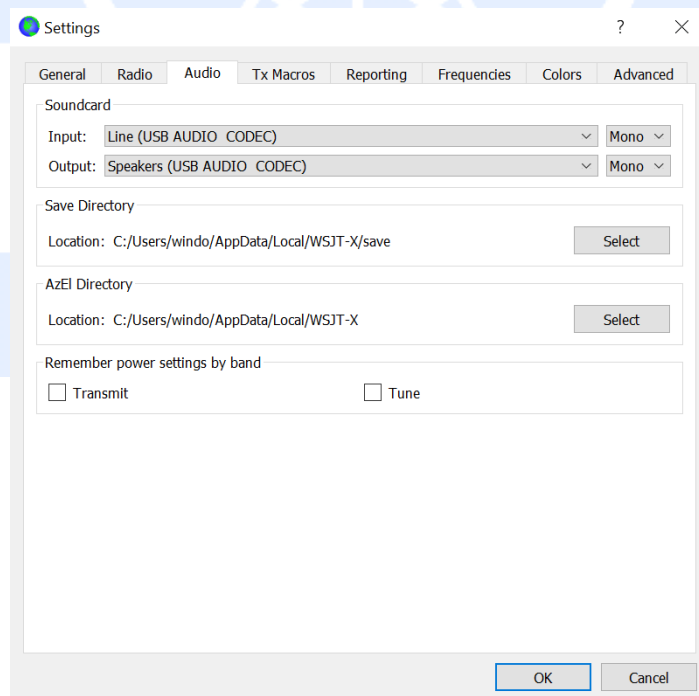 Settings ?
General Radio Audio Tx Macros Reporting Frequencies Colors Advanced
Soundcard
Input: Line (USB AUDIO  CODEC) Mono
Output: Speakers (USB AUDIO  CODEC) Mono
Save Directory
Location: C:/Users/windo/AppData/Local/WSJT-X/save Select
AzEl Directory
Location: C:/Users/windo/AppData/Local/WSJT-X Select
Remember power settings by band
Transmit Tune
OK Cancel